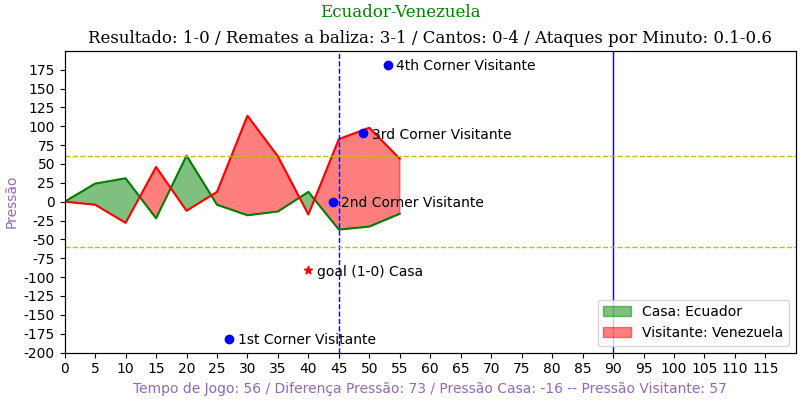 Ecuador-Venezuela
Resultado: 1-0 / Remates a baliza: 3-1 / Cantos: 0-4 / Ataques por Minuto: 0.1-0.6
Pressão
175
150
125
100
75
50
25
0
-25
-50
-75
-100
-125
-150
-175
-200
4th Corner Visitante
3rd Corner Visitante
2nd Corner Visitante
goal (1-0) Casa
1st Corner Visitante
Casa: Ecuador
Visitante: Venezuela
0 5 10 15 20 25 30 35 40 45 50 55 60 65 70 75 80 85 90 95 100 105 110 115
Tempo de Jogo: 56 / Diferença Pressão: 73 / Pressão Casa: -16 -- Pressão Visitante: 57